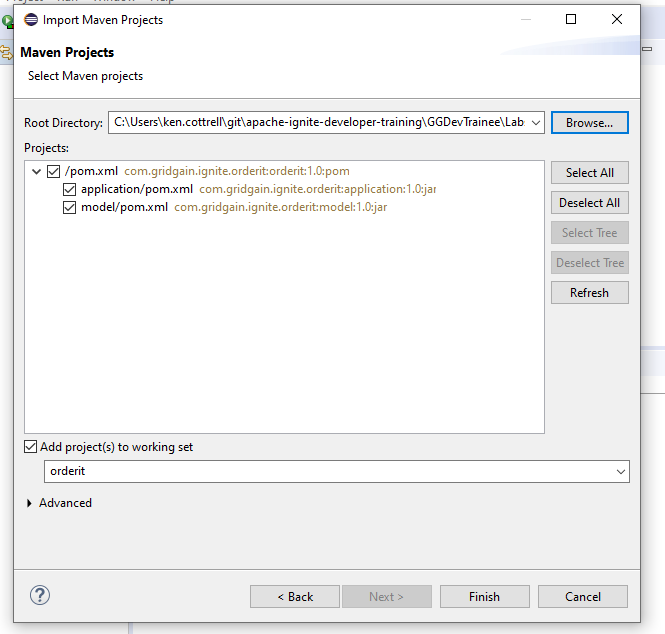 Import Maven Projects
Maven Projects
Select Maven projects
Root Directory: C:\Users\ken.cottrell\git\apache-ignite-developer-training\GGDevTrainee\Lab Browse...
Projects:
/pom.xml com.gridgain.ignite.orderit:orderit:1.0:pom
application/pom.xml com.gridgain.ignite.orderit:application:1.0:jar
model/pom.xml com.gridgain.ignite.orderit:model:1.0:jar
Select All
Deselect All
Select Tree
Deselect Tree
Refresh
Add project(s) to working set
orderit
Advanced
?
< Back Next > Finish Cancel